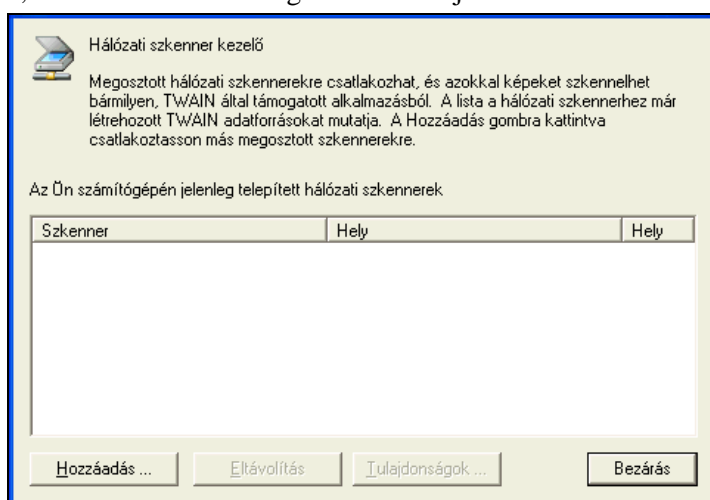 Hálózati szkenner kezelő
Megosztott hálózati szkennerekre csatlakozhat, és azokkal képeket szkennelhet
bármilyen, TWAIN által támogatott alkalmazásból. A lista a hálózati szkennerhez már
létrehozott TWAIN adatforrásokat mutatja. A Hozzáadás gombra kattintva
csatlakoztasson más megosztott szkennerekre.
Az Ön számítógépén jelenleg telepített hálózati szkennerek
Szkenner Hely Hely
Hozzáadás ... Eltávolítás Tulajdonságok ... Bezárás